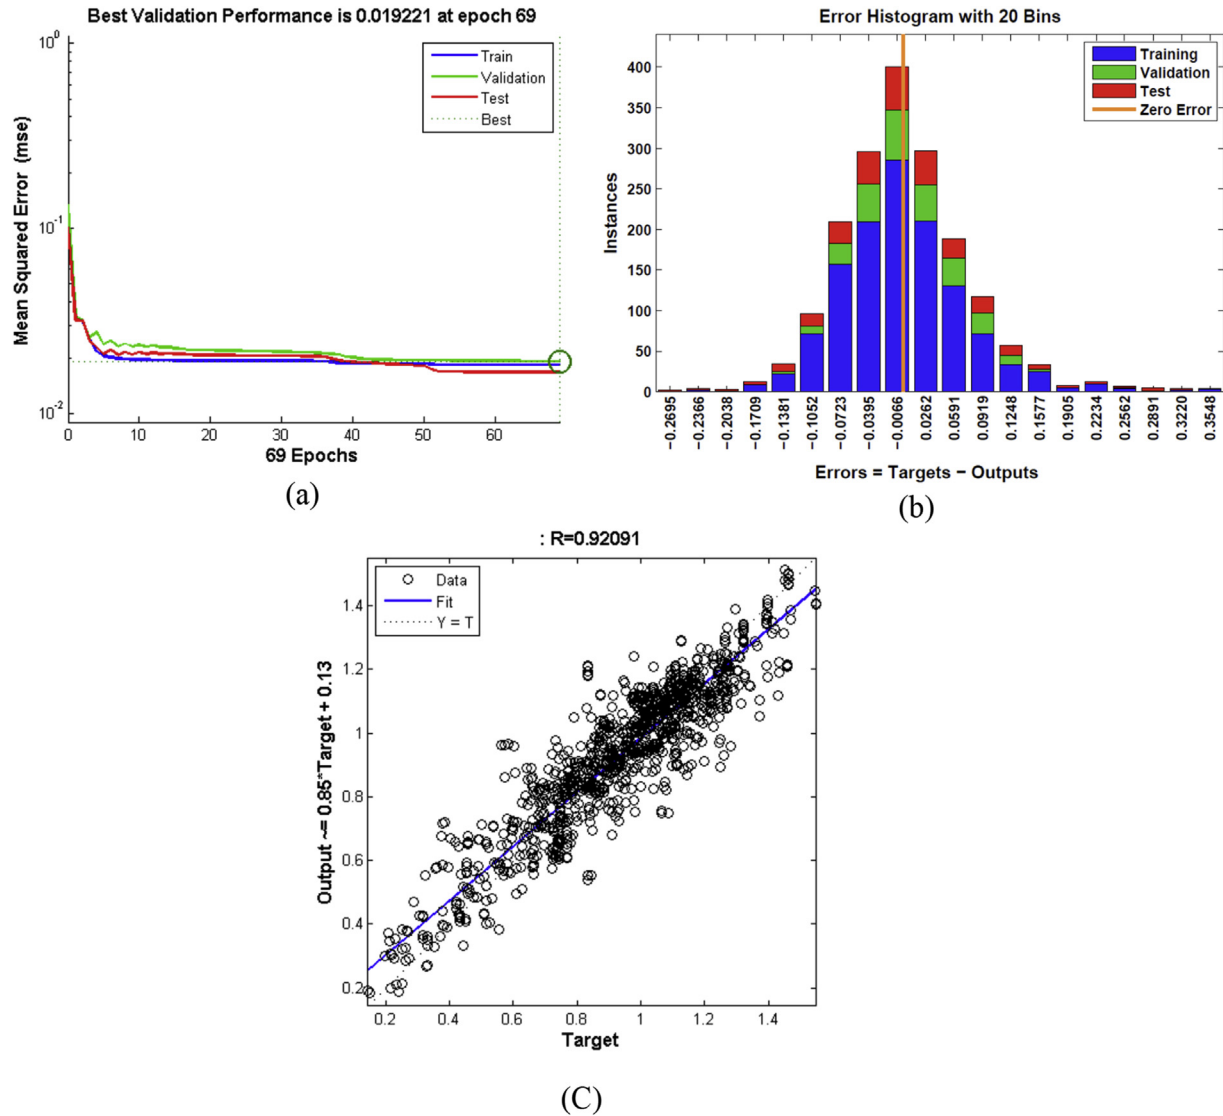 Best Validation Performance is 0.019221 at epoch 69
10^0
10^-1
10^-2
Mean Squared Error (mse)
Train
Validation
Test
Best
0 10 20 30 40 50 60
69 Epochs
(a)
Error Histogram with 20 Bins
Training
Validation
Test
Zero Error
Instances
400
350
300
250
200
150
100
50
0
−0.2695
−0.2366
−0.2038
−0.1709
−0.1381
−0.1052
−0.0723
−0.0395
−0.0066
0.0262
0.0591
0.0919
0.1248
0.1577
0.1905
0.2234
0.2562
0.2891
0.3220
0.3548
Errors = Targets − Outputs
(b)
: R=0.92091
Data
Fit
Y = T
Output ~= 0.85*Target + 0.13
1.4
1.2
1
0.8
0.6
0.4
0.2
0.2 0.4 0.6 0.8 1 1.2 1.4
Target
(C)